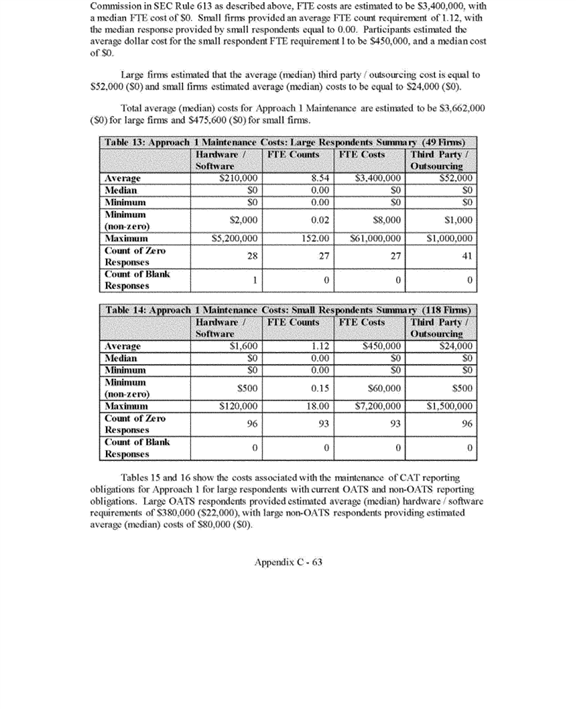 Commission in SEC Rule 613 as described above, FTE costs are estimated to be $3,400,000, with
a median FTE cost of $0. Small firms provided an average FTE count requirement of 1.12, with
the median response provided by small respondents equal to 0.00. Participants estimated the
average dollar cost for the small respondent FTE requirement 1 to be $450,000, and a median cost
of $0.
Large firms estimated that the average (median) third party / outsourcing cost is equal to
$52,000 ($0) and small firms estimated average (median) costs to be equal to $24,000 ($0).
Total average (median) costs for Approach 1 Maintenance are estimated to be $3,662,000
($0) for large firms and $475,600 ($0) for small firms.
Table 13: Approach 1 Maintenance Costs: Large Respondents Summary (49 Firms)
Hardware / FTE Counts FTE Costs Third Party /
Software Outsourcing
Average $210,000 8.54 $3,400,000 $52,000
Median $0 0.00 $0 $0
Minimum $0 0.00 $0 $0
Minimum
(non-zero) $2,000 0.02 $8,000 $1,000
Maximum $5,200,000 152.00 $61,000,000 $1,000,000
Count of Zero
Responses 28 27 27 41
Count of Blank
Responses 1 0 0 0
Table 14: Approach 1 Maintenance Costs: Small Respondents Summary (118 Firms)
Hardware / FTE Counts FTE Costs Third Party /
Software Outsourcing
Average $1,600 1.12 $450,000 $24,000
Median $0 0.00 $0 $0
Minimum $0 0.00 $0 $0
Minimum
(non-zero) $500 0.15 $60,000 $500
Maximum $120,000 18.00 $7,200,000 $1,500,000
Count of Zero
Responses 96 93 93 96
Count of Blank
Responses 0 0 0 0
Tables 15 and 16 show the costs associated with the maintenance of CAT reporting
obligations for Approach 1 for large respondents with current OATS and non-OATS reporting
obligations. Large OATS respondents provided estimated average (median) hardware / software
requirements of $380,000 ($22,000), with large non-OATS respondents providing estimated
average (median) costs of $80,000 ($0).
Appendix C - 63